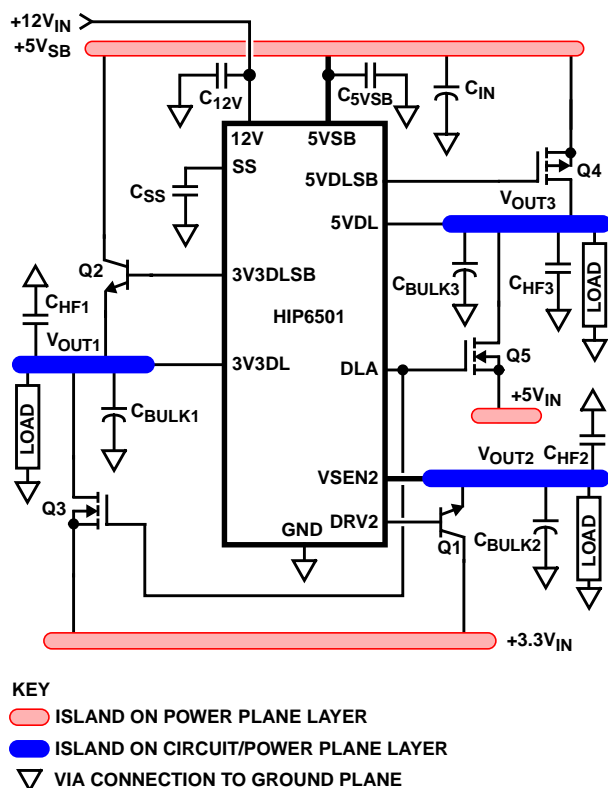 +12VIN
+5VSB
C12V
C5VSB
CIN
12V
5VSB
SS
CSS
5VDLSB
Q4
VOUT3
5VDL
Q2
3V3DLSB
CHF1
CBULK3
CHF3
LOAD
HIP6501
VOUT1
3V3DL
DLA
Q5
+5VIN
LOAD
CBULK1
VOUT2
CHF2
VSEN2
Q3
GND
DRV2
Q1
CBULK2
LOAD
+3.3VIN
KEY
ISLAND ON POWER PLANE LAYER
ISLAND ON CIRCUIT/POWER PLANE LAYER
VIA CONNECTION TO GROUND PLANE